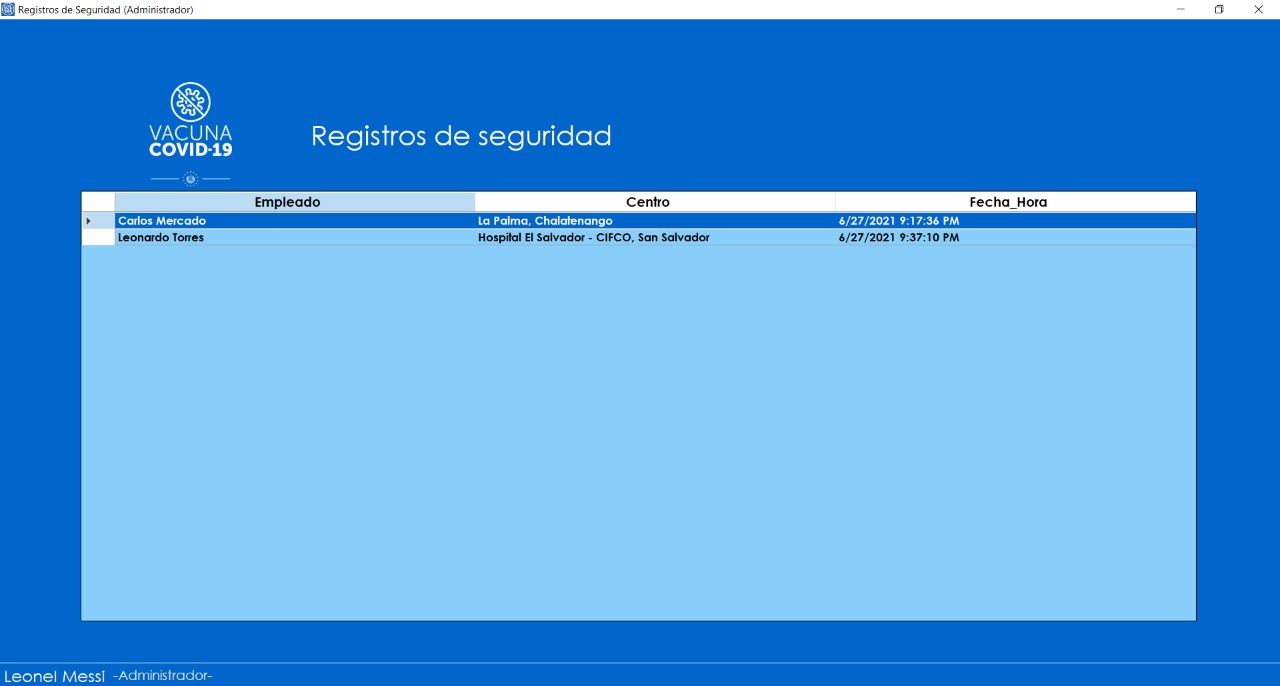 Registros de Seguridad (Administrador)
VACUNA
COVID-19
Registros de seguridad
Empleado Centro Fecha_Hora
Carlos Mercado La Palma, Chalatenango 6/27/2021 9:17:36 PM
Leonardo Torres Hospital El Salvador - CIFCO, San Salvador 6/27/2021 9:37:10 PM
Leonel Messi -Administrador-